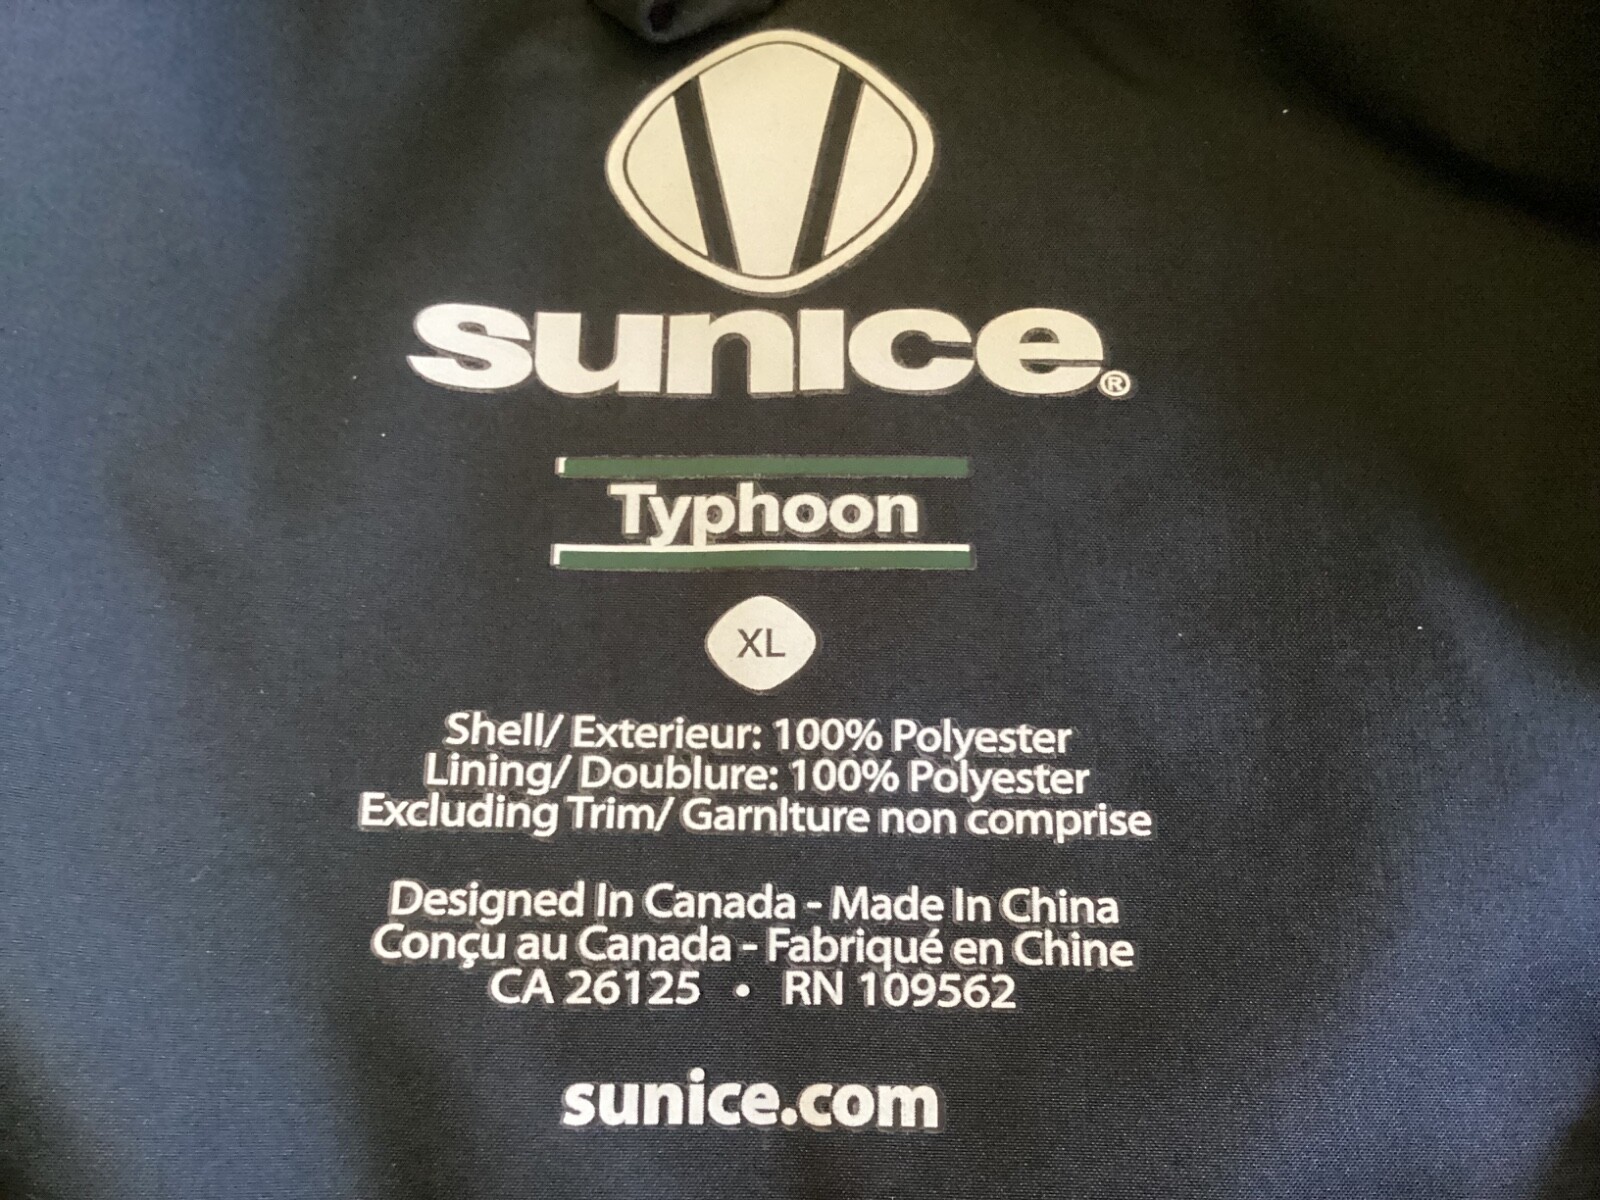 sunice®
Typhoon
XL
Shell/ Exterieur: 100% Polyester
Lining/ Doublure: 100% Polyester
Excluding Trim/ GarnIture non comprise
Designed In Canada - Made In China
Conçu au Canada - Fabriqué en Chine
CA 26125 • RN 109562
sunice.com